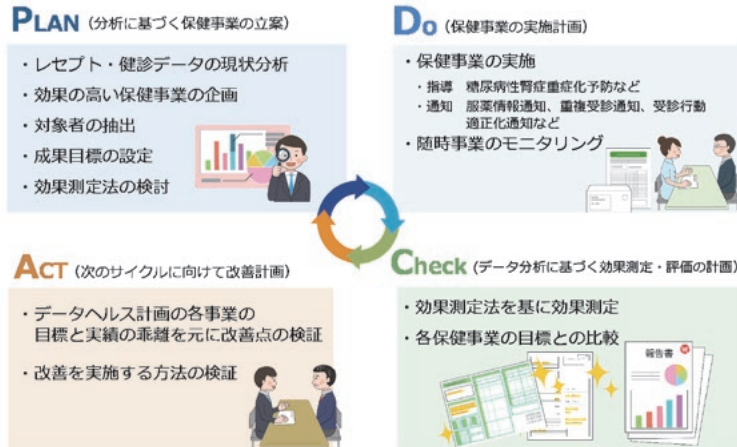 PLAN (分析に基づく保健事業の立案)
・レセプト・健診データの現状分析
・効果の高い保健事業の企画
・対象者の抽出
・成果目標の設定
・効果測定法の検討
Do (保健事業の実施計画)
・保健事業の実施
・指導 糖尿病性腎症重症化予防など
・通知 服薬情報通知、重複受診通知、受診行動
適正化通知など
・随時事業のモニタリング
ACT (次のサイクルに向けて改善計画)
・データヘルス計画の各事業の
目標と実績の乖離を元に改善点の検証
・改善を実施する方法の検証
Check (データ分析に基づく効果測定・評価の計画)
・効果測定法を基に効果測定
・各保健事業の目標との比較
報告書